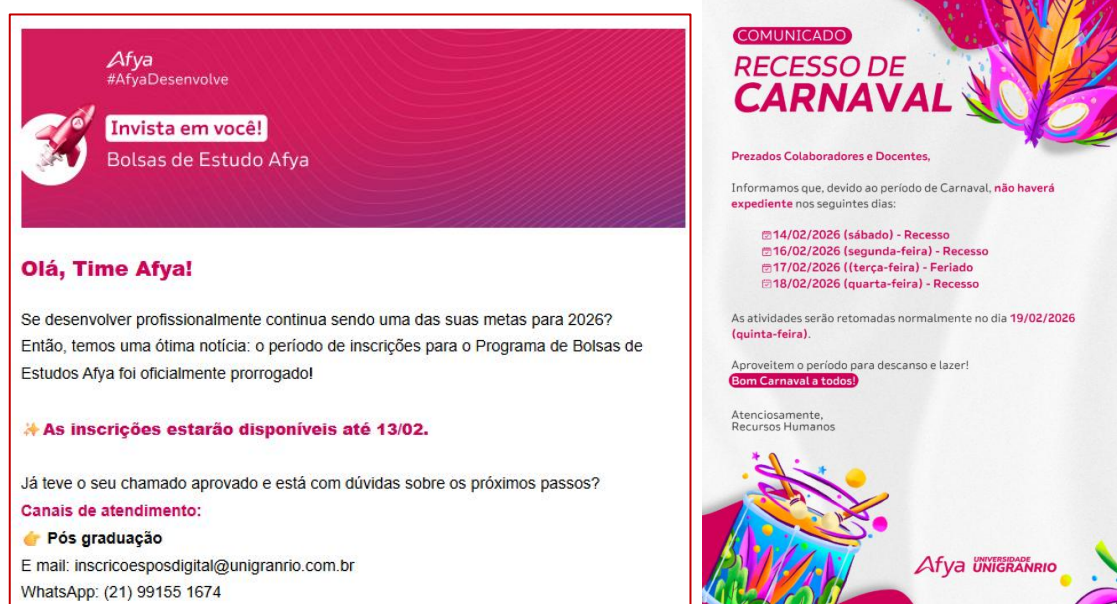 Afya
#AfyaDesenvolve
Invista em você!
Bolsas de Estudo Afya
Olá, Time Afya!
Se desenvolver profissionalmente continua sendo uma das suas metas para 2026?
Então, temos uma ótima notícia: o período de inscrições para o Programa de Bolsas de
Estudos Afya foi oficialmente prorrogado!
✨ As inscrições estarão disponíveis até 13/02.
Já teve o seu chamado aprovado e está com dúvidas sobre os próximos passos?
Canais de atendimento:
👉 Pós graduação
E mail: inscricoesposdigital@unigranrio.com.br
WhatsApp: (21) 99155 1674
COMUNICADO
RECESSO DE
CARNAVAL
Prezados Colaboradores e Docentes,
Informamos que, devido ao período de Carnaval, não haverá
expediente nos seguintes dias:
14/02/2026 (sábado) - Recesso
16/02/2026 (segunda-feira) - Recesso
17/02/2026 ((terça-feira) - Feriado
18/02/2026 (quarta-feira) - Recesso
As atividades serão retomadas normalmente no dia 19/02/2026
(quinta-feira).
Aproveitem o período para descanso e lazer!
Bom Carnaval a todos!
Atenciosamente,
Recursos Humanos
Afya UNIVERSIDADE
UNIGRANRIO